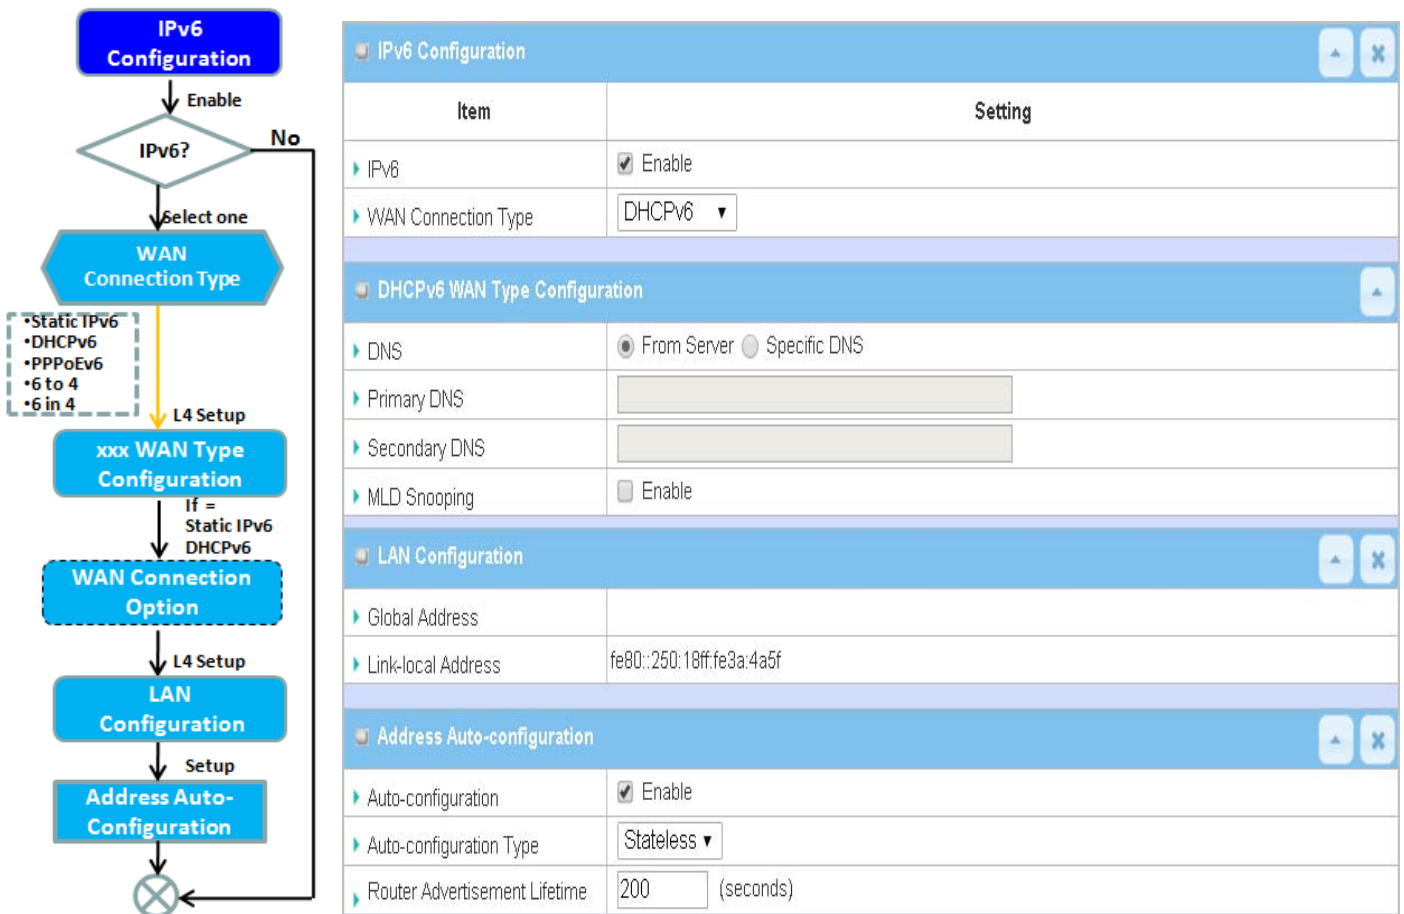 IPv6
Configuration
Enable
IPv6?
No
Select one
WAN
Connection Type
•Static IPv6
•DHCPv6
•PPPoEv6
•6 to 4
•6 in 4
L4 Setup
xxx WAN Type
Configuration
If =
Static IPv6
DHCPv6
WAN Connection
Option
L4 Setup
LAN
Configuration
Setup
Address Auto-
Configuration
IPv6 Configuration
Item Setting
IPv6 Enable
WAN Connection Type DHCPv6
DHCPv6 WAN Type Configuration
DNS From Server Specific DNS
Primary DNS
Secondary DNS
MLD Snooping Enable
LAN Configuration
Global Address
Link-local Address fe80::250:18ff:fe3a:4a5f
Address Auto-configuration
Auto-configuration Enable
Auto-configuration Type Stateless
Router Advertisement Lifetime 200 (seconds)